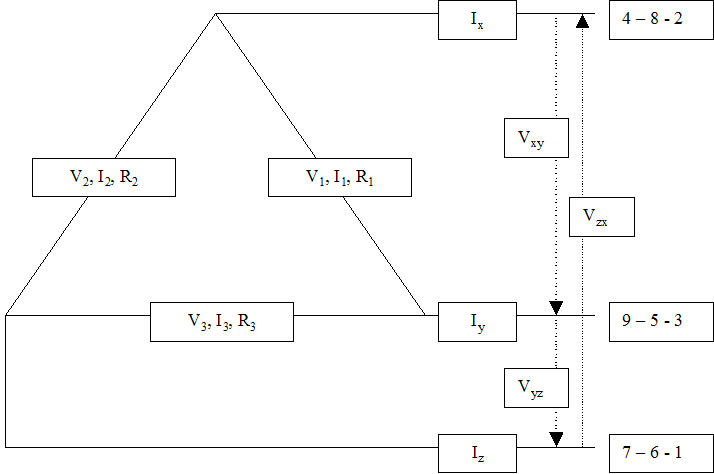 Iₓ
4 – 8 - 2
Vₓy
V₂, I₂, R₂
V₁, I₁, R₁
Vzₓ
V₃, I₃, R₃
Iy
9 – 5 - 3
Vyz
Iz
7 – 6 - 1